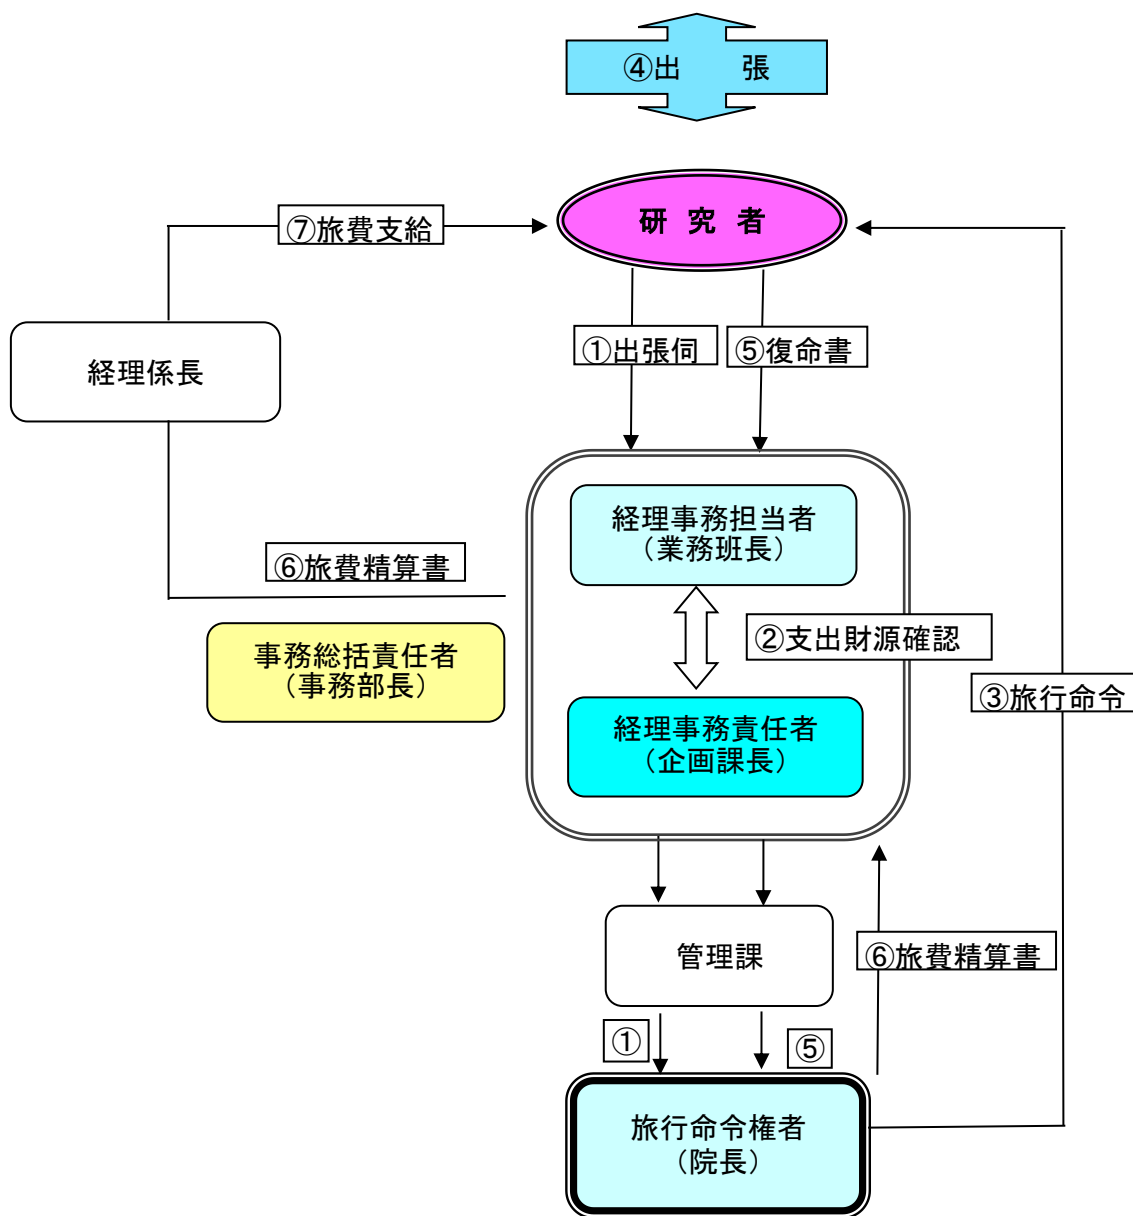 ④出　　張
研 究 者
⑦旅費支給
①出張伺
⑤復命書
経理係長
経理事務担当者
（業務班長）
⑥旅費精算書
②支出財源確認
事務総括責任者
（事務部長）
③旅行命令
経理事務責任者
（企画課長）
管理課
⑥旅費精算書
①
⑤
旅行命令権者
（院長）